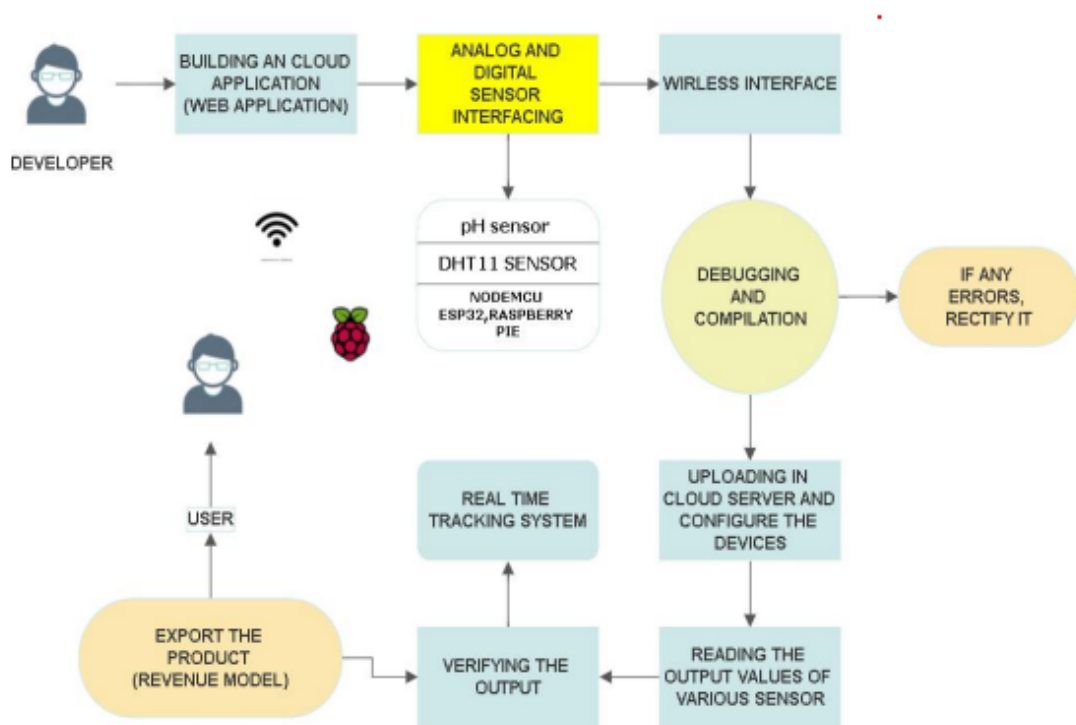 BUILDING AN CLOUD
APPLICATION
(WEB APPLICATION)
ANALOG AND
DIGITAL
SENSOR
INTERFACING
WIRLESS INTERFACE
DEVELOPER
pH sensor
DHT11 SENSOR
NODEMCU
ESP32,RASPBERRY
PIE
DEBUGGING
AND
COMPILATION
IF ANY
ERRORS,
RECTIFY IT
REAL TIME
TRACKING SYSTEM
UPLOADING IN
CLOUD SERVER AND
CONFIGURE THE
DEVICES
USER
EXPORT THE
PRODUCT
(REVENUE MODEL)
VERIFYING THE
OUTPUT
READING THE
OUTPUT VALUES OF
VARIOUS SENSOR